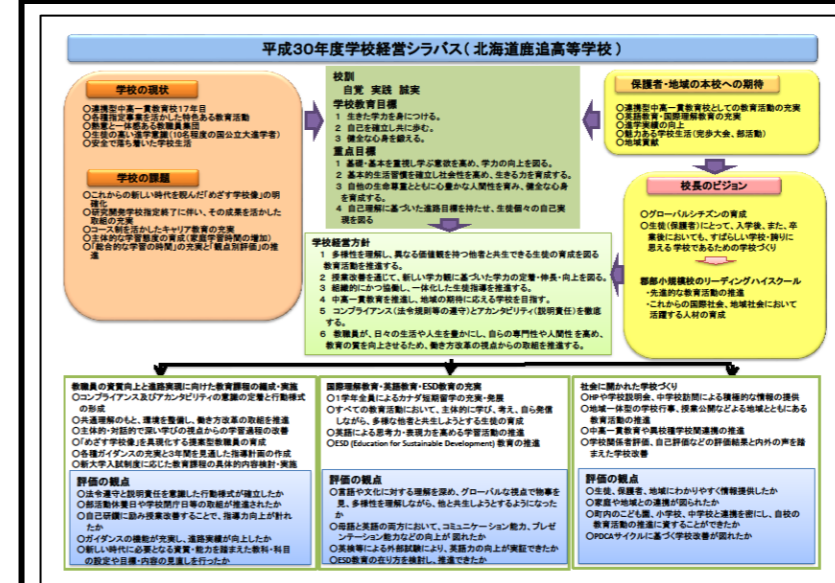 平成30年度学校経営シラバス(北海道鹿追高等学校)
学校の現状
○連携型中高一貫教育校17年目
○各種指定事業を活かした特色ある教育活動
○熱意と一体感ある教職員集団
○生徒の高い進学意識(10名程度の国公立大進学者)
○安全で落ち着いた学校生活
学校の課題
○これからの新しい時代を睨んだ「めざす学校像」の明
確化
○研究開発学校指定終了に伴い、その成果を活かした
取組の充実
○コース制を活かしたキャリア教育の充実
○主体的な学習態度の育成(家庭学習時間の増加)
○「総合的な学習の時間」の充実と「観点別評価」の推
進
校訓
自覚 実践 誠実
学校教育目標
1 生きた学力を身につける。
2 自己を確立し共に歩む。
3 健全な心身を鍛える。
重点目標
1 基礎・基本を重視し学ぶ意欲を高め、学力の向上を図る。
2 基本的生活習慣を確立し社会性を高め、生きる力を育成する。
3 自他の生命尊重とともに心豊かな人間性を育み、健全な心身
を育成する。
4 自己理解に基づいた進路目標を持たせ、生徒個々の自己実
現を図る
保護者・地域の本校への期待
○連携型中高一貫教育校としての教育活動の充実
○英語教育・国際理解教育の充実
○進学実績の向上
○魅力ある学校生活(完歩大会、部活動)
○地域貢献
校長のビジョン
○グローバルシチズンの育成
○生徒(保護者)にとって、入学後、また、卒
業後においても、すばらしい学校・誇りに
思える学校であるための学校づくり
郡部小規模校のリーディングハイスクール
・先進的な教育活動の推進
・これからの国際社会、地域社会において
活躍する人材の育成
学校経営方針
1 多様性を理解し、異なる価値観を持つ他者と共生できる生徒の育成を図る
教育活動を推進する。
2 授業改善を通じて、新しい学力観に基づいた学力の定着・伸長・向上を図る。
3 組織的にかつ協働し、一体化した生徒指導を推進する。
4 中高一貫教育を推進し、地域の期待に応える学校を目指す。
5 コンプライアンス(法令規則等の遵守)とアカンタビリティ(説明責任)を徹底
する。
6 教職員が、日々の生活や人生を豊かにし、自らの専門性や人間性を高め、
教育の質を向上させるため、働き方改革の視点からの取組を推進する。
教職員の資質向上と進路実現に向けた教育課程の編成・実施
○コンプライアンス及びアカンタビリティの意識の定着と行動様式
の形成
○共通理解のもと、環境を整備し、働き方改革の取組を推進
○主体的・対話的で深い学びの視点からの学習過程の改善
○「めざす学校像」を具現化する提案型教職員の育成
○各種ガイダンスの充実と3年間を見通した指導計画の作成
○新大学入試制度に応じた教育課程の具体的内容検討・実施
評価の観点
○法令遵守と説明責任を意識した行動様式が確立したか
○部活動休養日や学校閉庁日等の取組が推進されたか
○自己研鑽に励み授業改善することで、指導力向上が計れ
たか
○ガイダンスの機能が充実し、進路実績が向上したか
○新しい時代に必要となる資質・能力を踏まえた教科・科目
の設定や目標・内容の見直しを行ったか
国際理解教育・英語教育・ESD教育の充実
○1学年全員によるカナダ短期留学の充実・発展
○すべての教育活動において、主体的に学び、考え、自ら発信
しながら、多様な他者と共生しようとする生徒の育成
○英語による思考力・表現力を高める学習活動の推進
○ESD (Education for Sustainable Development) 教育の推進
評価の観点
○言語や文化に対する理解を深め、グローバルな視点で物事を
見、多様性を理解しながら、他と共生しようとするようになった
か
○母語と英語の両方において、コミュニケーション能力、プレゼ
ンテーション能力などの向上が図れたか
○英検等による外部試験により、英語力の向上が実証できたか
○ESD教育の在り方を検討し、推進できたか
社会に開かれた学校づくり
○HPや学校説明会、中学校訪問による積極的な情報の提供
○地域一体型の学校行事、授業公開などよる地域とともにある
教育活動の推進
○中高一貫教育や異校種学校間連携の推進
○学校関係者評価、自己評価などの評価結果と内外の声を踏
まえた学校改善
評価の観点
○生徒、保護者、地域にわかりやすく情報提供したか
○家庭や地域との連携が図られたか
○町内のこども園、小学校、中学校と連携を密にし、自校の
教育活動の推進に資することができたか
○PDCAサイクルに基づく学校改善が図れたか